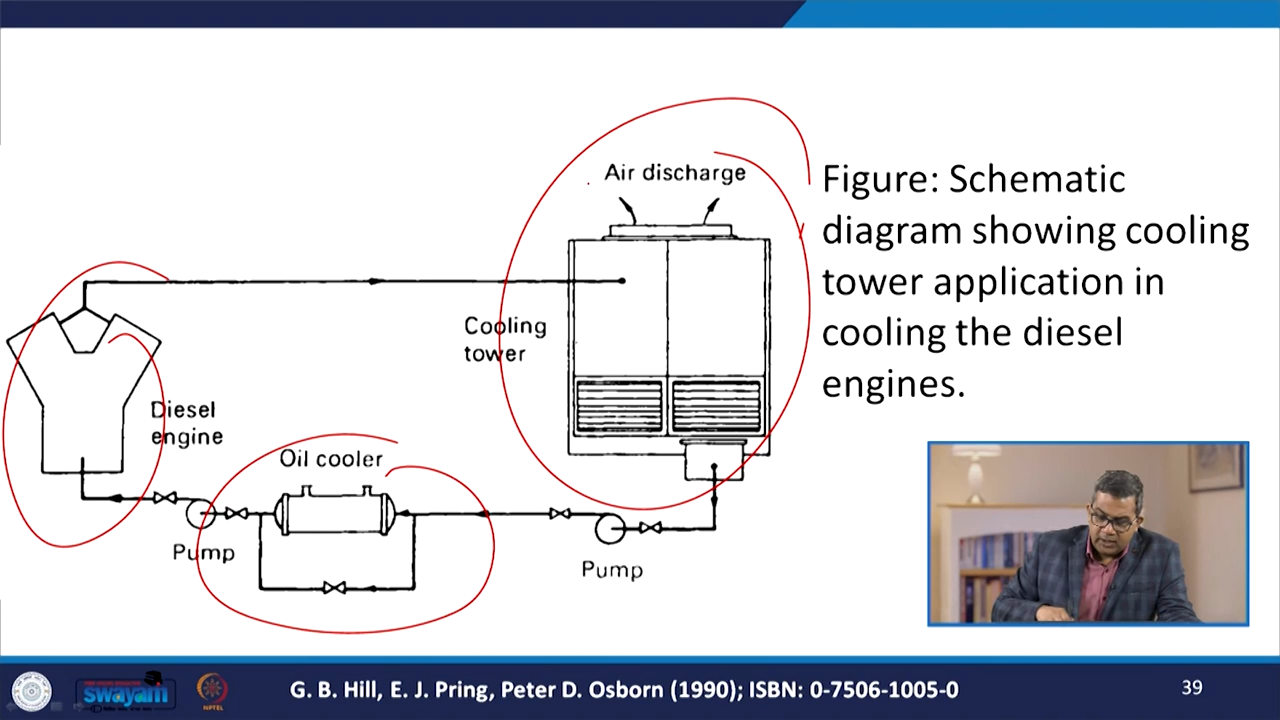 Air discharge
Cooling
tower
Diesel
engine
Oil cooler
Pump
Pump
Figure: Schematic
diagram showing cooling
tower application in
cooling the diesel
engines.
swayam
NPTEL
G. B. Hill, E. J. Pring, Peter D. Osborn (1990); ISBN: 0-7506-1005-0
39